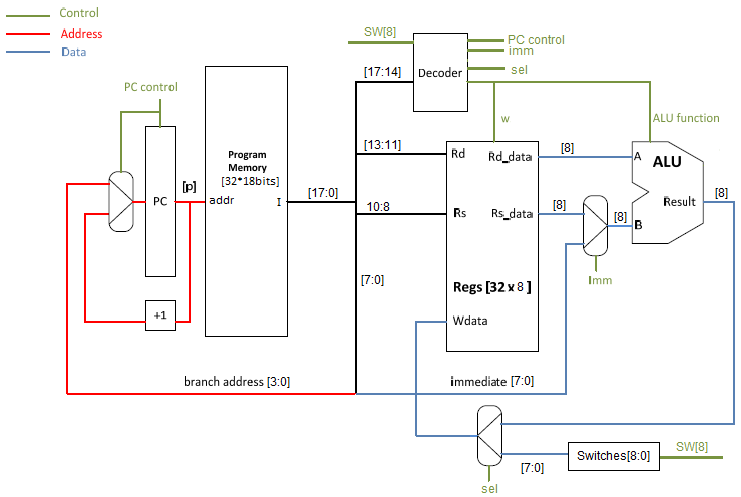 Control
Address
Data
SW[8]
PC control
imm
sel
Decoder
[17:14]
PC control
w
ALU function
Program
Memory
[32*18bits]
[p]
addr
I
[17:0]
PC
+1
[13:11]
10:8
[7:0]
Rd
Rd_data
Rs
Rs_data
Regs [32 x 8 ]
Wdata
[8]
[8]
[8]
A
B
ALU
Result
[8]
Imm
branch address [3:0]
immediate [7:0]
[7:0]
Switches[8:0]
SW[8]
sel